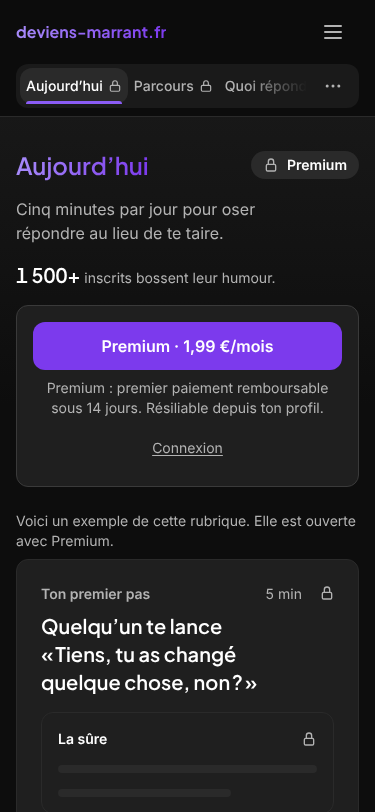 deviens-marrant.fr
Aujourd’hui Parcours Quoi répond
Aujourd’hui
Premium
Cinq minutes par jour pour oser
répondre au lieu de te taire.
1 500+ inscrits bossent leur humour.
Premium · 1,99 €/mois
Premium : premier paiement remboursable
sous 14 jours. Résiliable depuis ton profil.
Connexion
Voici un exemple de cette rubrique. Elle est ouverte
avec Premium.
Ton premier pas 5 min
Quelqu’un te lance
« Tiens, tu as changé
quelque chose, non ? »
La sûre